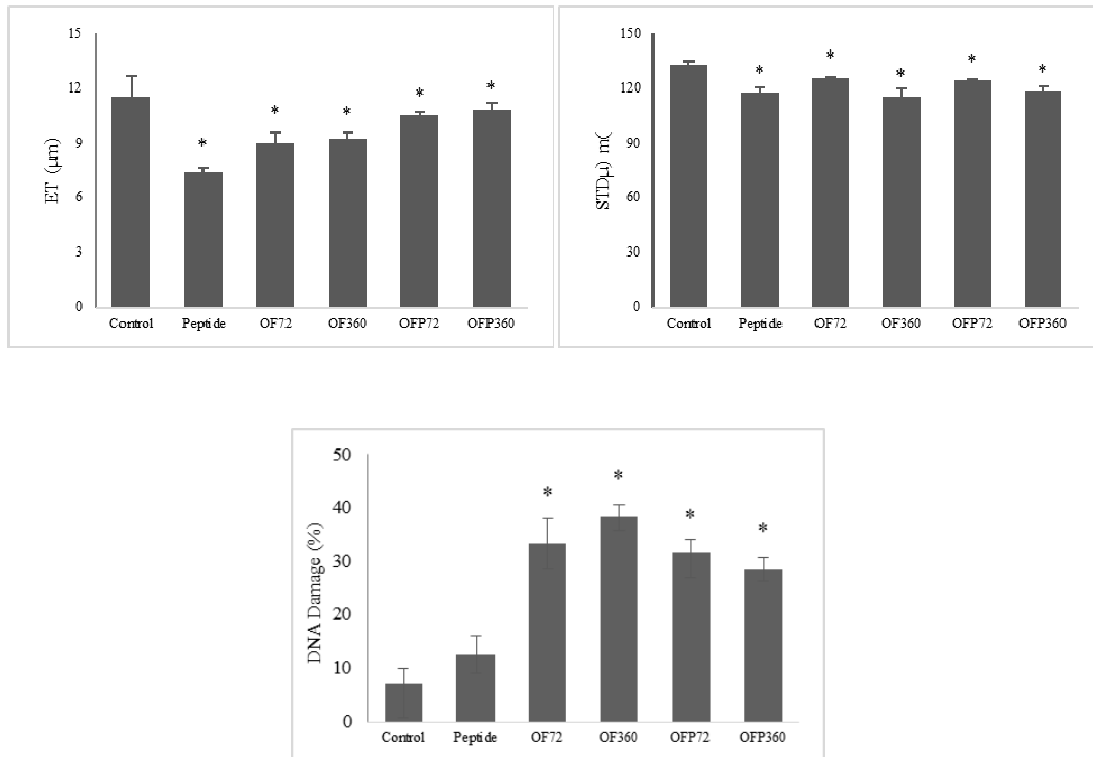 15
12
9
6
3
0
ET (μm)
* * * * *
Control Peptide OF72 OF360 OFP72 OFP360
150
120
90
60
30
0
STDμ) m(
* * * * *
Control Peptide OF72 OF360 OFP72 OFP360
50
40
30
20
10
0
DNA Damage (%)
* * * *
Control Peptide OF72 OF360 OFP72 OFP360